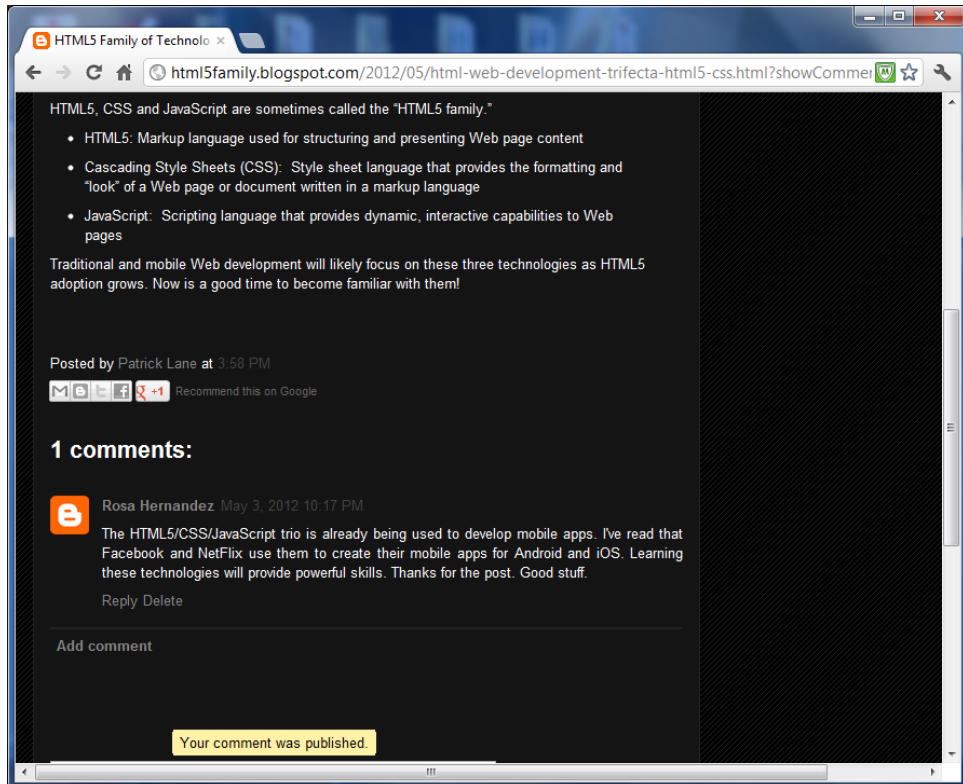 HTML5 Family of Technolo ×
html5family.blogspot.com/2012/05/html-web-development-trifecta-html5-css.html?showCommer
HTML5, CSS and JavaScript are sometimes called the “HTML5 family.”
• HTML5: Markup language used for structuring and presenting Web page content
• Cascading Style Sheets (CSS):  Style sheet language that provides the formatting and
“look” of a Web page or document written in a markup language
• JavaScript:  Scripting language that provides dynamic, interactive capabilities to Web
pages
Traditional and mobile Web development will likely focus on these three technologies as HTML5
adoption grows. Now is a good time to become familiar with them!
Posted by Patrick Lane at 3:58 PM
+1 Recommend this on Google
1 comments:
Rosa Hernandez May 3, 2012 10:17 PM
The HTML5/CSS/JavaScript trio is already being used to develop mobile apps. I've read that
Facebook and NetFlix use them to create their mobile apps for Android and iOS. Learning
these technologies will provide powerful skills. Thanks for the post. Good stuff.
Reply Delete
Add comment
Your comment was published.